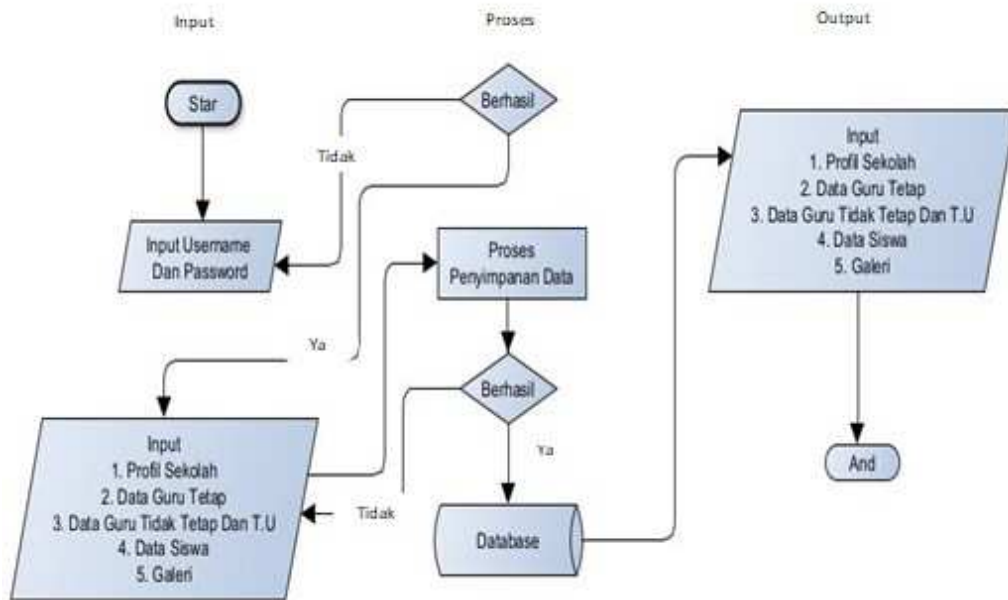 Input
Proses
Output
Star
Berhasil
Tidak
Input Username
Dan Password
Proses
Penyimpanan Data
Ya
Berhasil
Input
1. Profil Sekolah
2. Data Guru Tetap
3. Data Guru Tidak Tetap Dan T.U
4. Data Siswa
5. Galeri
Tidak
Ya
Database
Input
1. Profil Sekolah
2. Data Guru Tetap
3. Data Guru Tidak Tetap Dan T.U
4. Data Siswa
5. Galeri
And